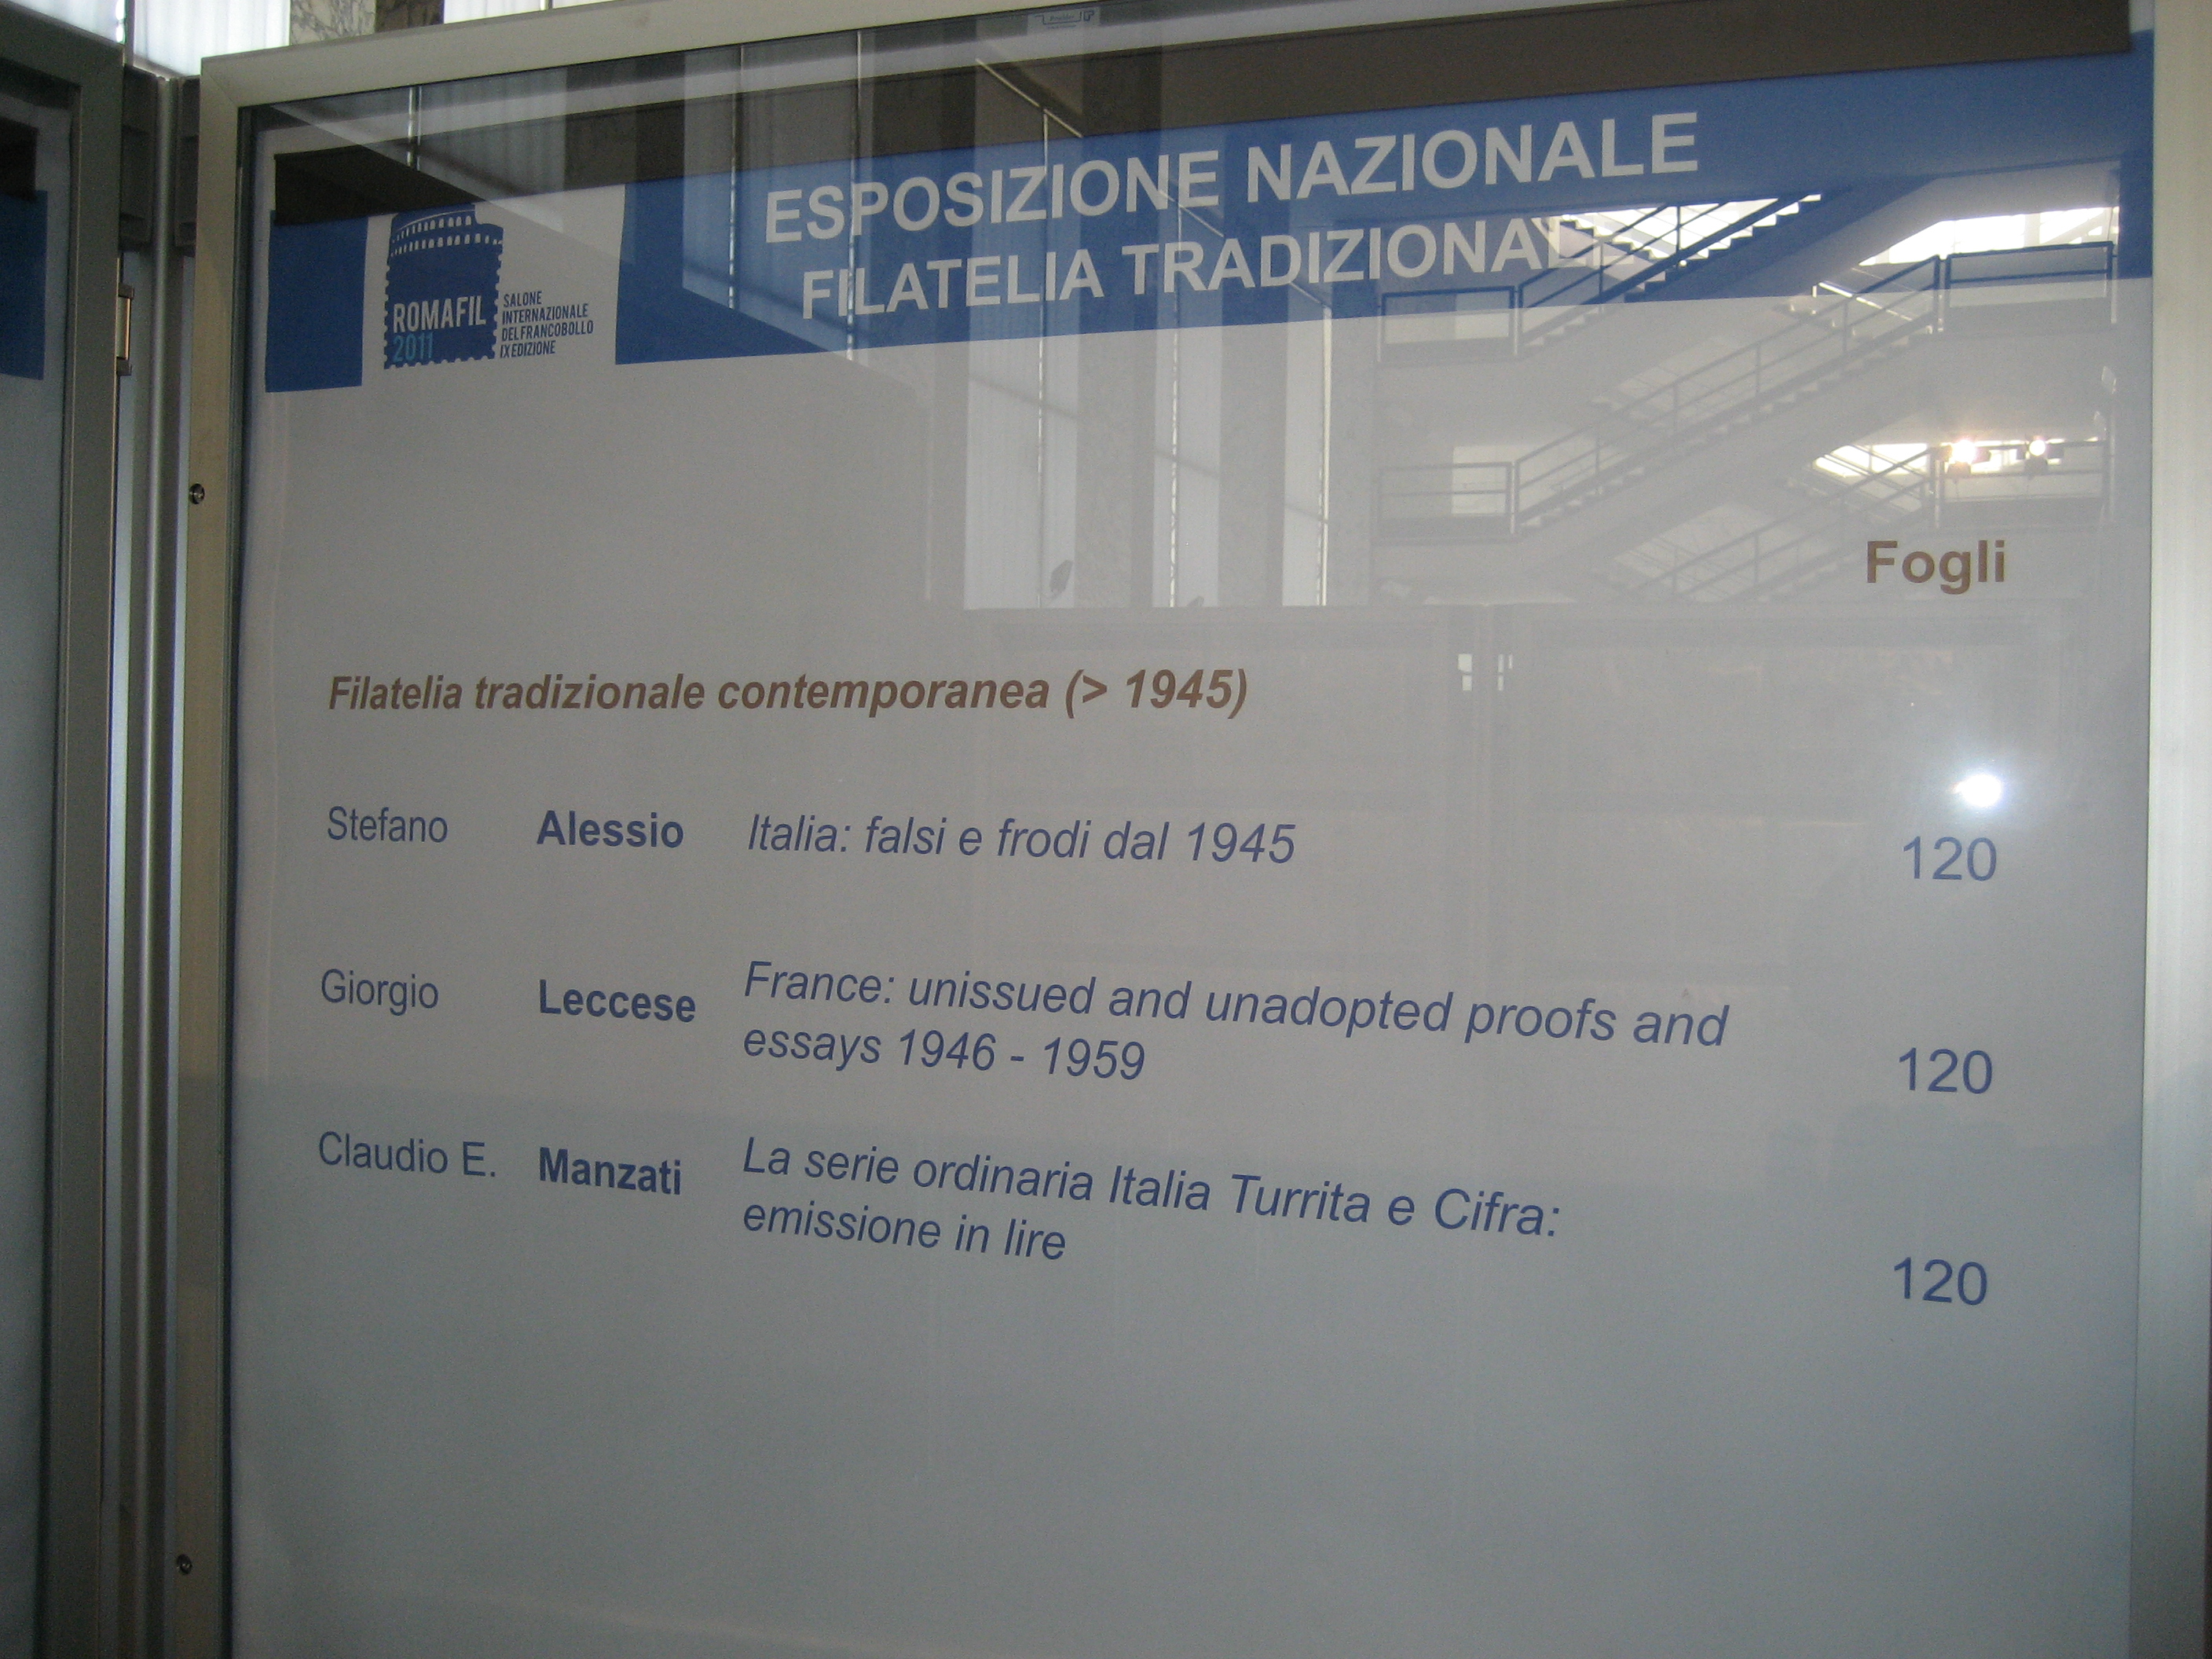 ESPOSIZIONE NAZIONALE
FILATELIA TRADIZIONALE
ROMAFIL
2011
SALONE
INTERNAZIONALE
DEL FRANCOBOLLO
IX EDIZIONE
Fogli
Filatelia tradizionale contemporanea (> 1945)
Stefano Alessio Italia: falsi e frodi dal 1945 120
Giorgio Leccese France: unissued and unadopted proofs and
essays 1946 - 1959 120
Claudio E. Manzati La serie ordinaria Italia Turrita e Cifra:
emissione in lire 120